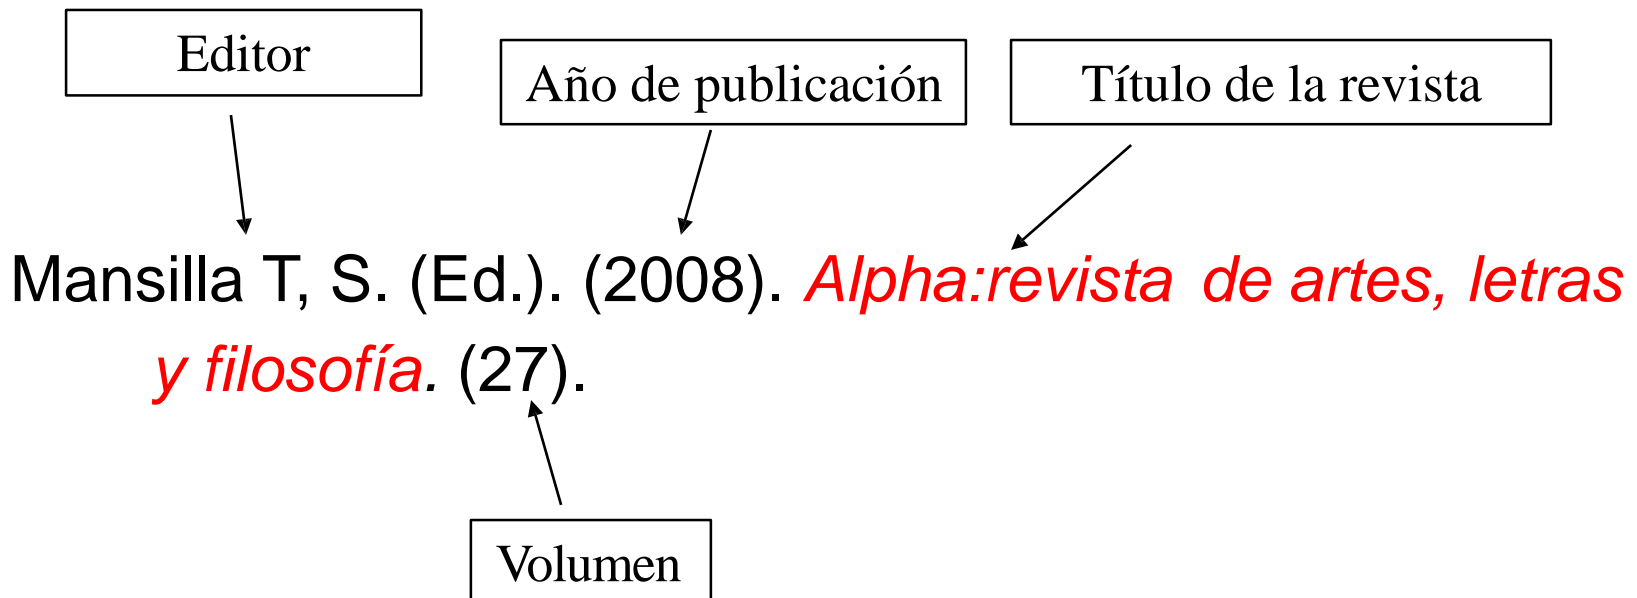 Editor
Año de publicación
Título de la revista
Mansilla T, S. (Ed.). (2008). Alpha:revista de artes, letras
y filosofía. (27).
Volumen